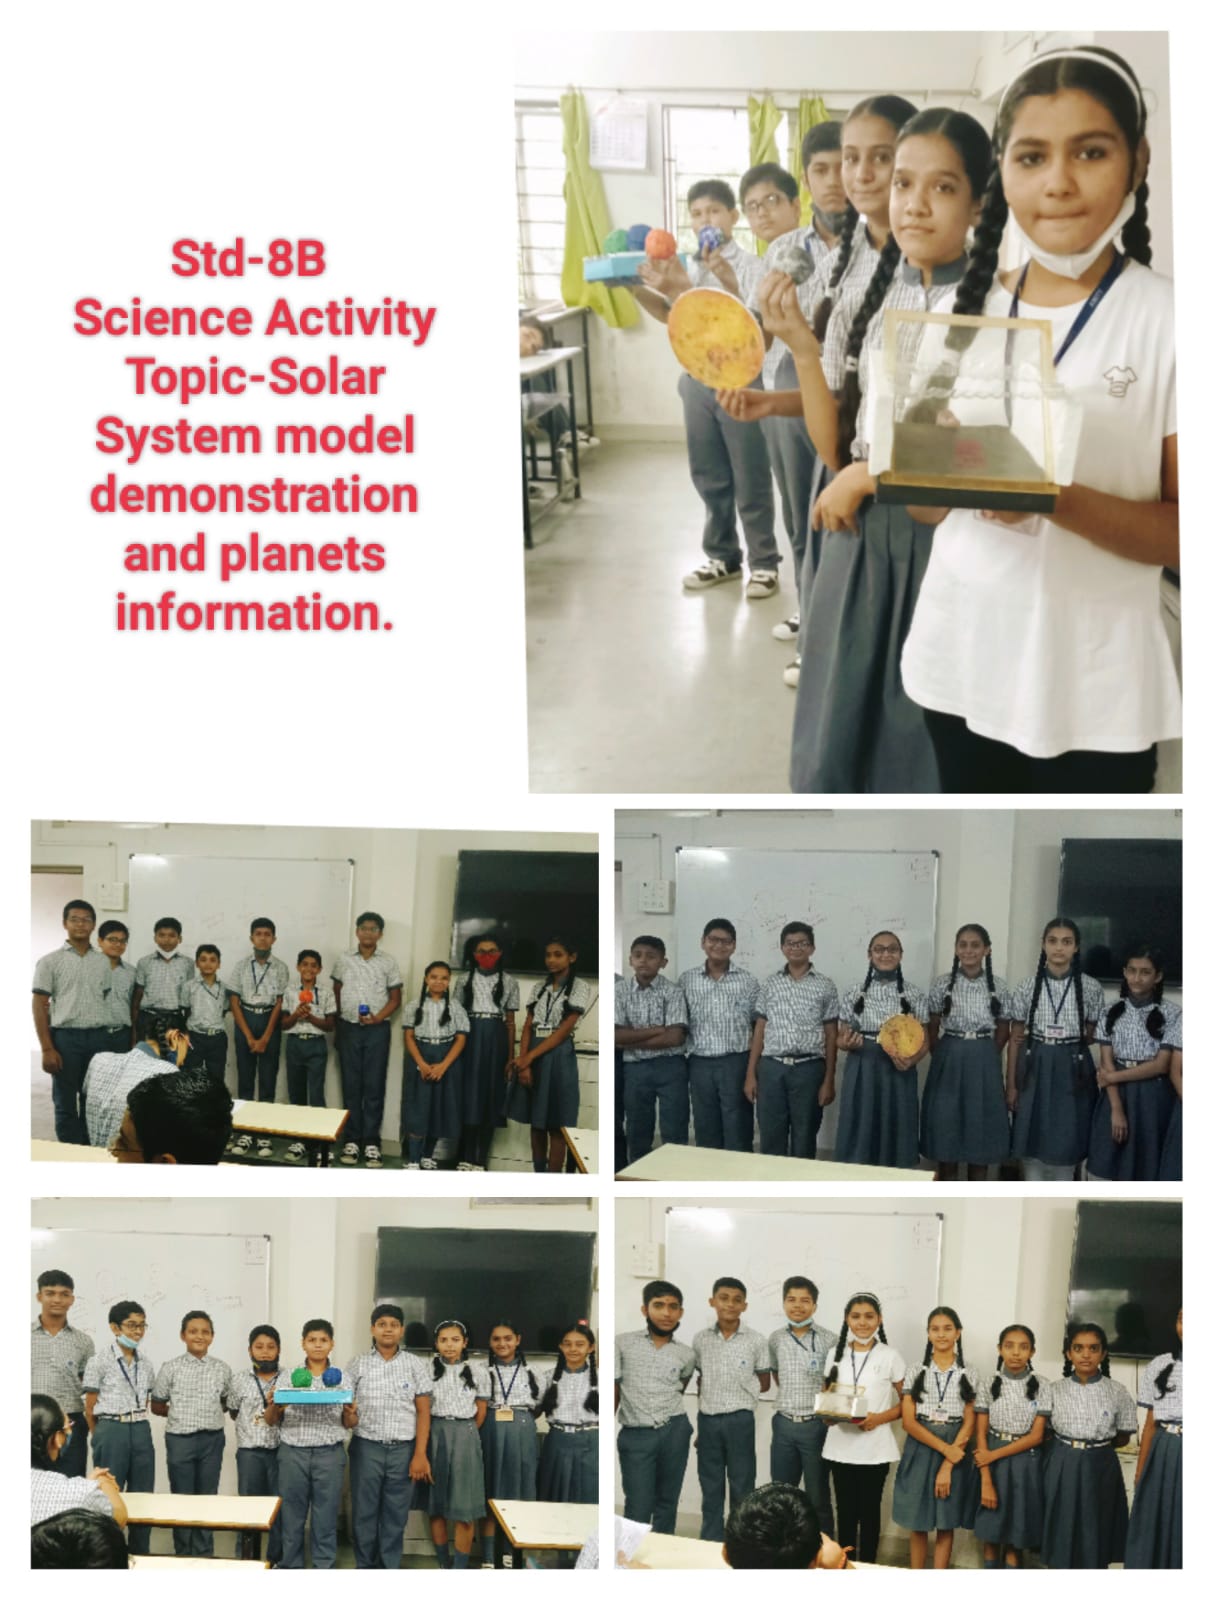 Std-8B
Science Activity
Topic-Solar
System model
demonstration
and planets
information.